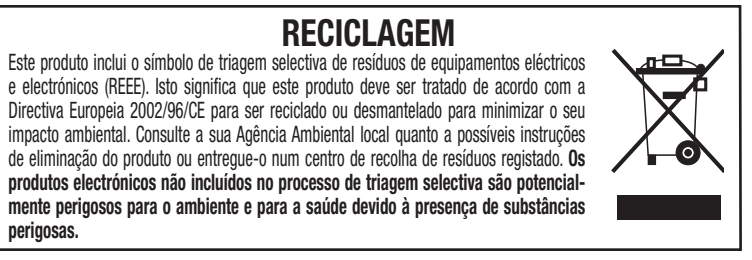 RECICLAGEM
Este produto inclui o símbolo de triagem selectiva de resíduos de equipamentos eléctricos
e electrónicos (REEE). Isto significa que este produto deve ser tratado de acordo com a
Directiva Europeia 2002/96/CE para ser reciclado ou desmantelado para minimizar o seu
impacto ambiental. Consulte a sua Agência Ambiental local quanto a possíveis instruções
de eliminação do produto ou entregue-o num centro de recolha de resíduos registado. Os
produtos electrónicos não incluídos no processo de triagem selectiva são potencial-
mente perigosos para o ambiente e para a saúde devido à presença de substâncias
perigosas.